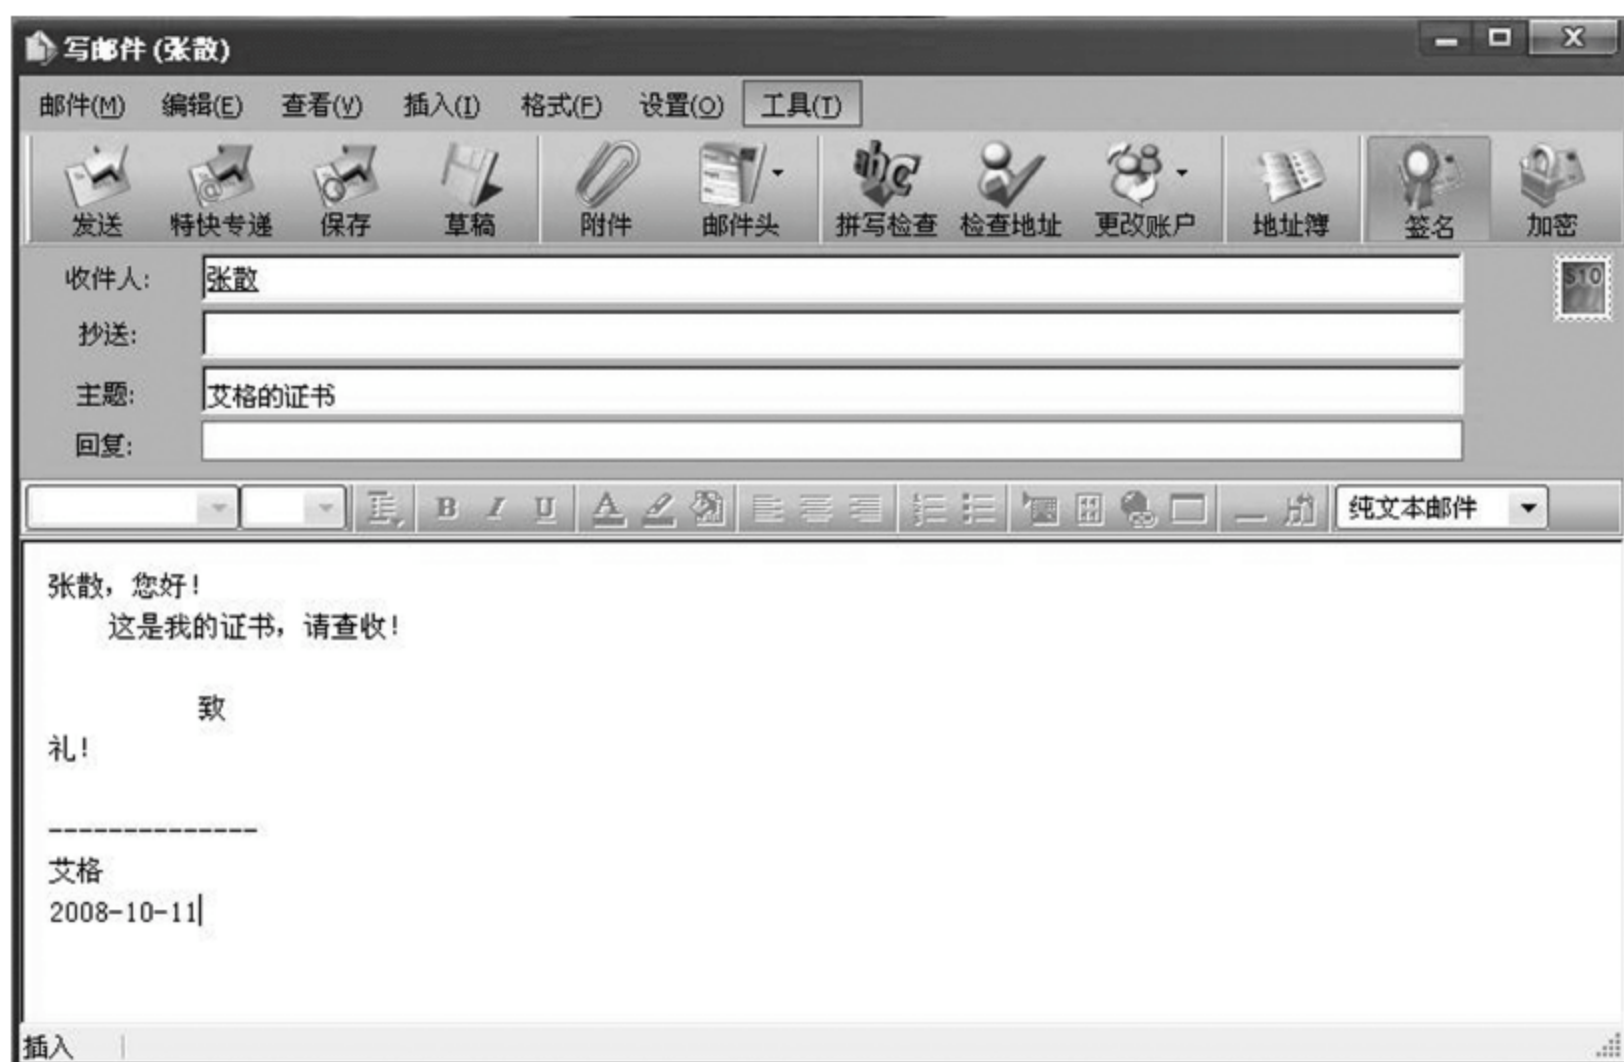 写邮件 (张散)
邮件(M) 编辑(E) 查看(V) 插入(I) 格式(F) 设置(O) 工具(T)
发送 特快专递 保存 草稿 附件 邮件头 拼写检查 检查地址 更改账户 地址簿 签名 加密
收件人: 张散
$10
抄送:
主题: 艾格的证书
回复:
B I U A 纯文本邮件
张散，您好！
这是我的证书，请查收！
致
礼！
--------------
艾格
2008-10-11
插入